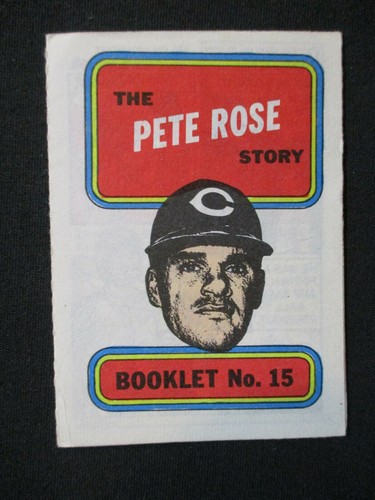 THE
PETE ROSE
STORY
C
BOOKLET No. 15